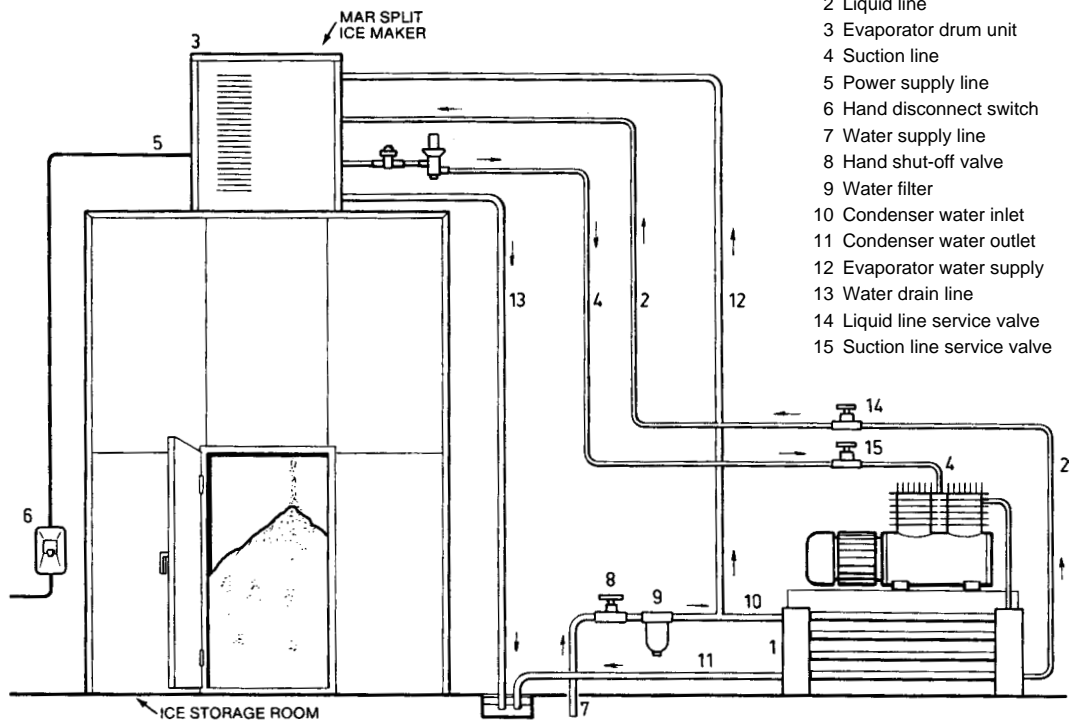 MAR SPLIT
ICE MAKER
2 Liquid line
3 Evaporator drum unit
4 Suction line
5 Power supply line
6 Hand disconnect switch
7 Water supply line
8 Hand shut-off valve
9 Water filter
10 Condenser water inlet
11 Condenser water outlet
12 Evaporator water supply
13 Water drain line
14 Liquid line service valve
15 Suction line service valve
3
5
13
4
2
12
14
15
4
2
6
8
9
10
1
11
7
ICE STORAGE ROOM